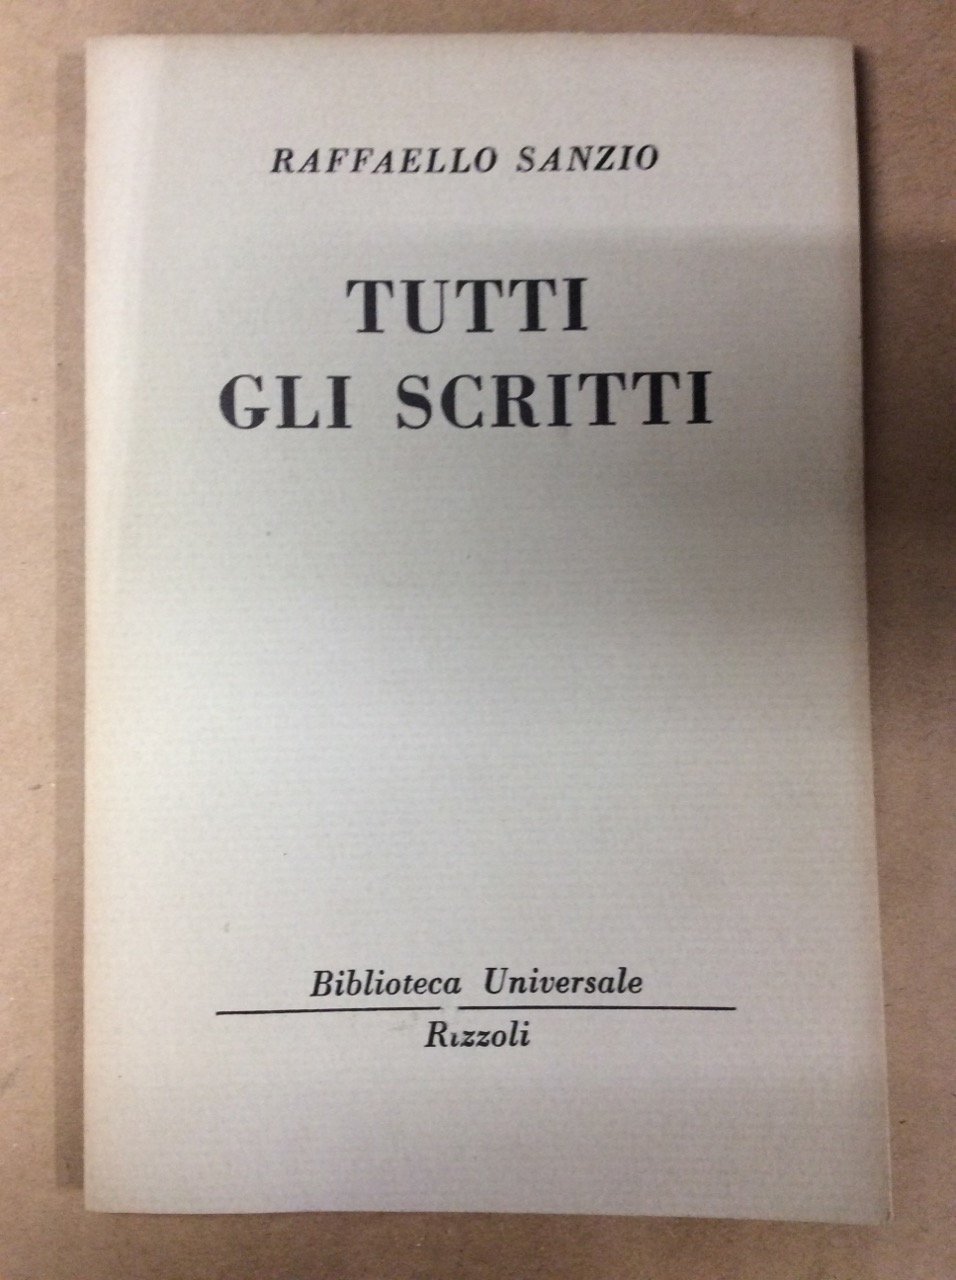 RAFFAELLO SANZIO
TUTTI
GLI SCRITTI
Biblioteca Universale
Rizzoli